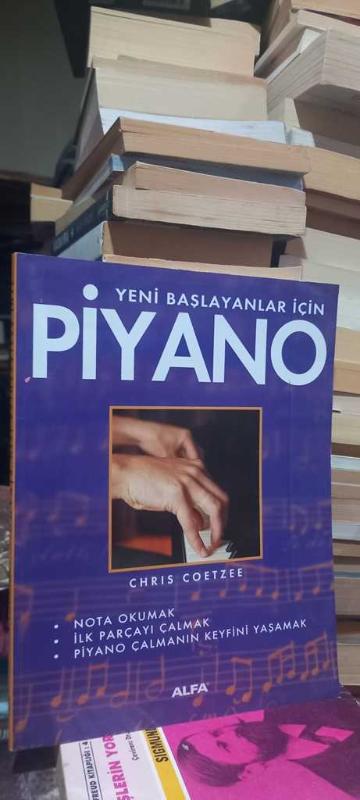 YENİ BAŞLAYANLAR İÇİN
PİYANO
CHRIS COETZEE
• NOTA OKUMAK
• İLK PARÇAYI ÇALMAK
• PİYANO ÇALMANIN KEYFİNİ YAŞAMAK
ALFA